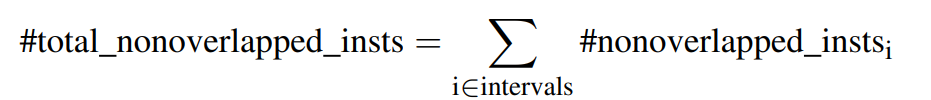 #total_nonoverlapped_insts = ∑ #nonoverlapped_insts_i
i∈intervals